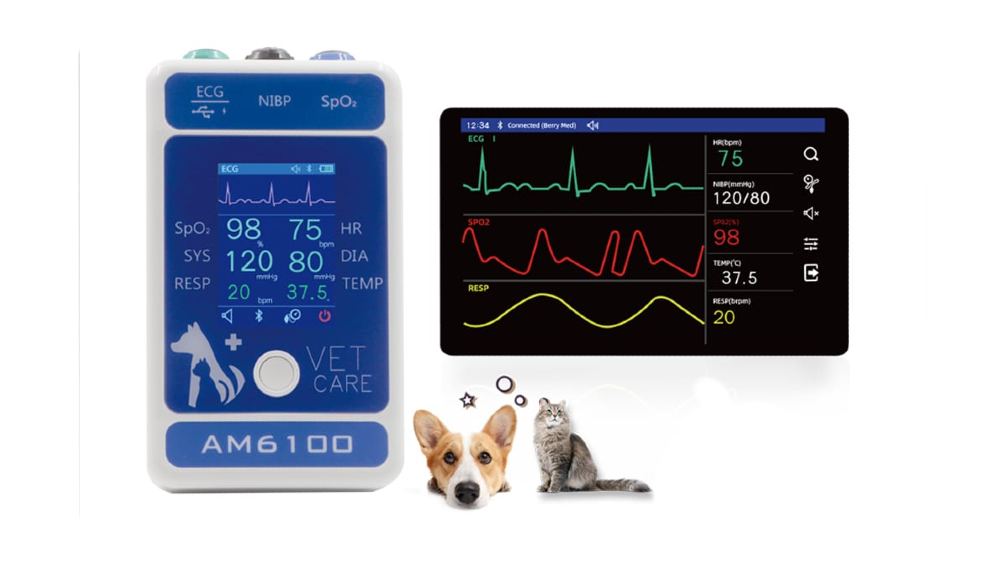 ECG NIBP SpO₂
ECG
SpO₂ 98 % 75 bpm HR
SYS 120 mmHg 80 mmHg DIA
RESP 20 bpm 37.5 TEMP
VET
CARE
AM6100
12:34 Connected (Berry Med)
ECG I
SPO2
RESP
HR(bpm)
75
NIBP(mmHg)
120/80
SPO2(%)
98
TEMP(℃)
37.5
RESP(brpm)
20